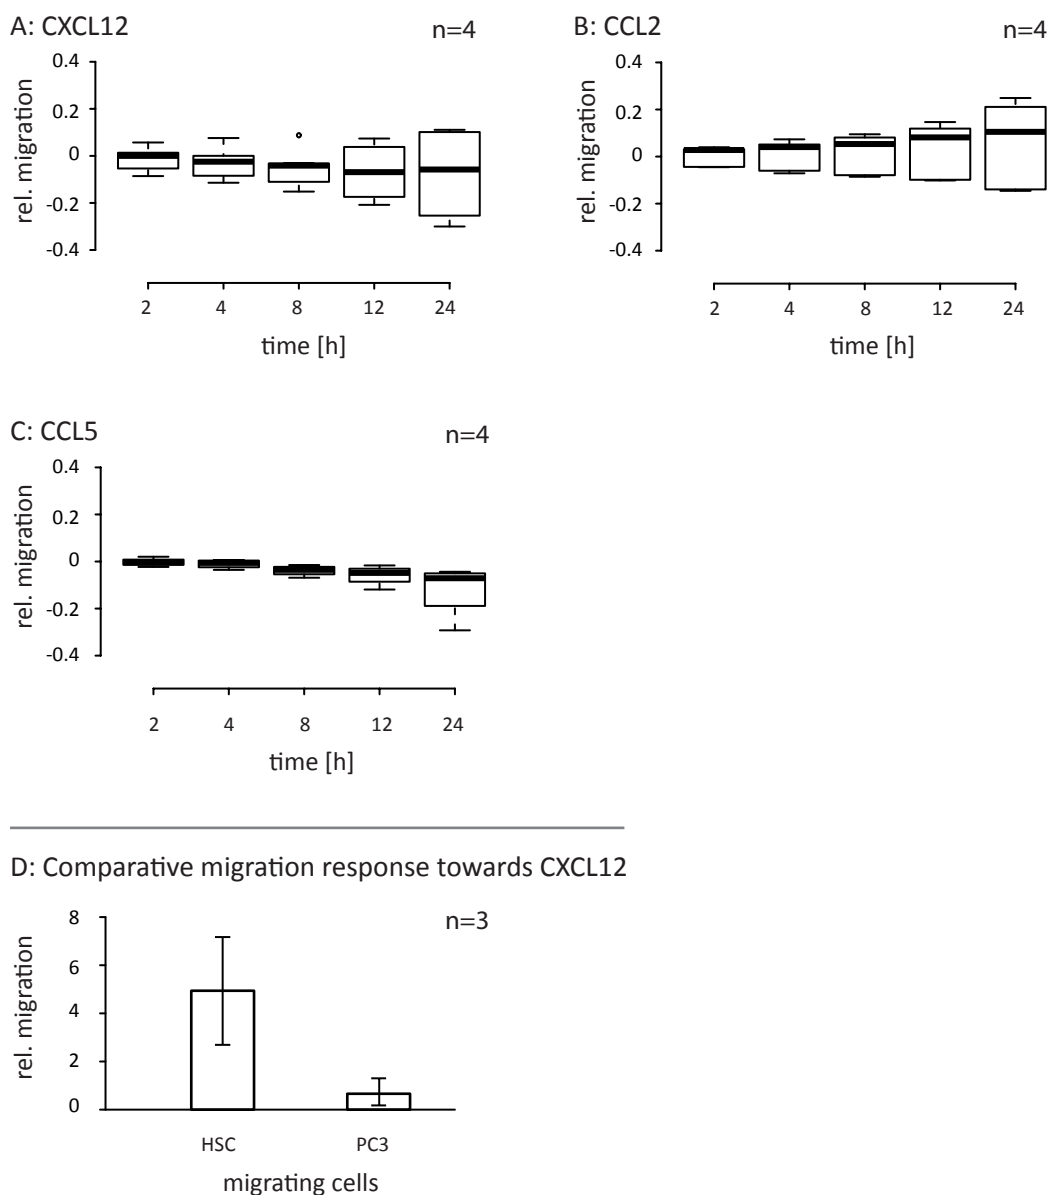 A: CXCL12
n=4
rel. migration
0.4
0.2
0
-0.2
-0.4
2 4 8 12 24
time [h]
B: CCL2
n=4
rel. migration
0.4
0.2
0
-0.2
-0.4
2 4 8 12 24
time [h]
C: CCL5
n=4
rel. migration
0.4
0.2
0
-0.2
-0.4
2 4 8 12 24
time [h]
D: Comparative migration response towards CXCL12
n=3
rel. migration
8
6
4
2
0
HSC PC3
migrating cells